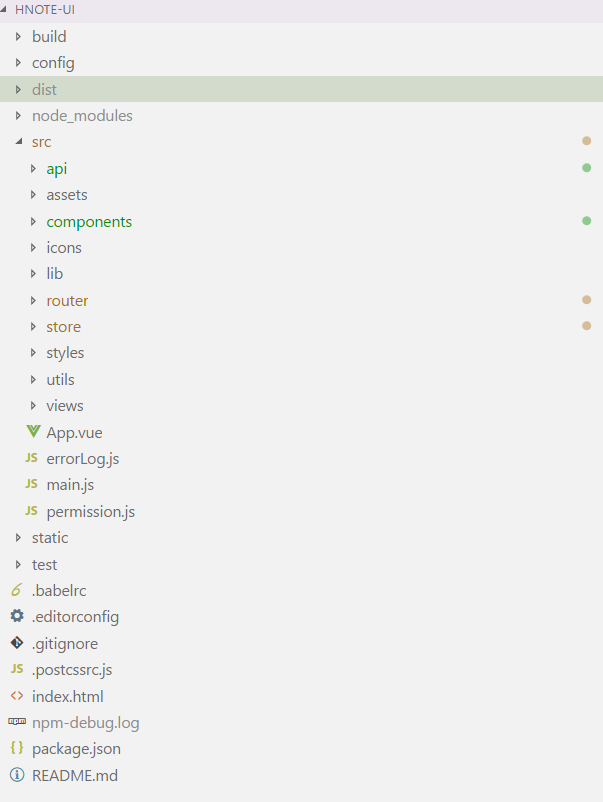 HNOTE-UI
build
config
dist
node_modules
src
api
assets
components
icons
lib
router
store
styles
utils
views
App.vue
JS errorLog.js
JS main.js
JS permission.js
static
test
.babelrc
.editorconfig
.gitignore
JS .postcssrc.js
<> index.html
npm npm-debug.log
{} package.json
README.md